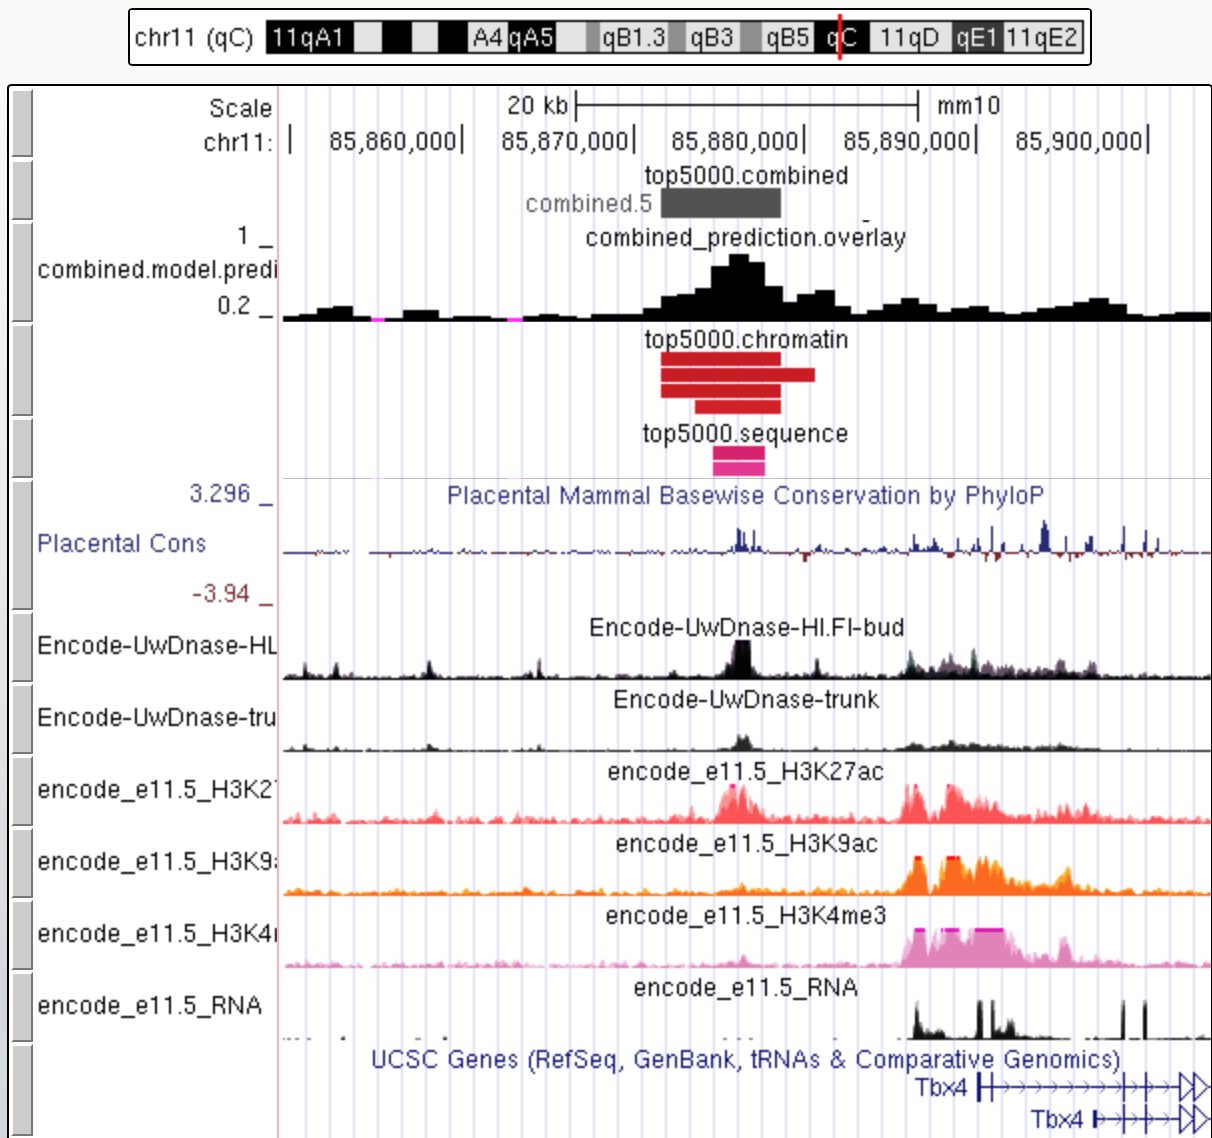 chr11 (qC) 11qA1 A4 qA5 qB1.3 qB3 qB5 qC 11qD qE1 11qE2
Scale 20 kb mm10
chr11: 85,860,000 85,870,000 85,880,000 85,890,000 85,900,000
top5000.combined
combined.5
1 _
combined_prediction.overlay
combined.model.predi
0.2 _
top5000.chromatin
top5000.sequence
3.296 _
Placental Mammal Basewise Conservation by PhyloP
Placental Cons
-3.94 _
Encode-UwDnase-Hl.Fl-bud
Encode-UwDnase-HL
Encode-UwDnase-trunk
Encode-UwDnase-tru
encode_e11.5_H3K27ac
encode_e11.5_H3K2
encode_e11.5_H3K9ac
encode_e11.5_H3K9
encode_e11.5_H3K4me3
encode_e11.5_H3K4
encode_e11.5_RNA
encode_e11.5_RNA
UCSC Genes (RefSeq, GenBank, tRNAs & Comparative Genomics)
Tbx4
Tbx4